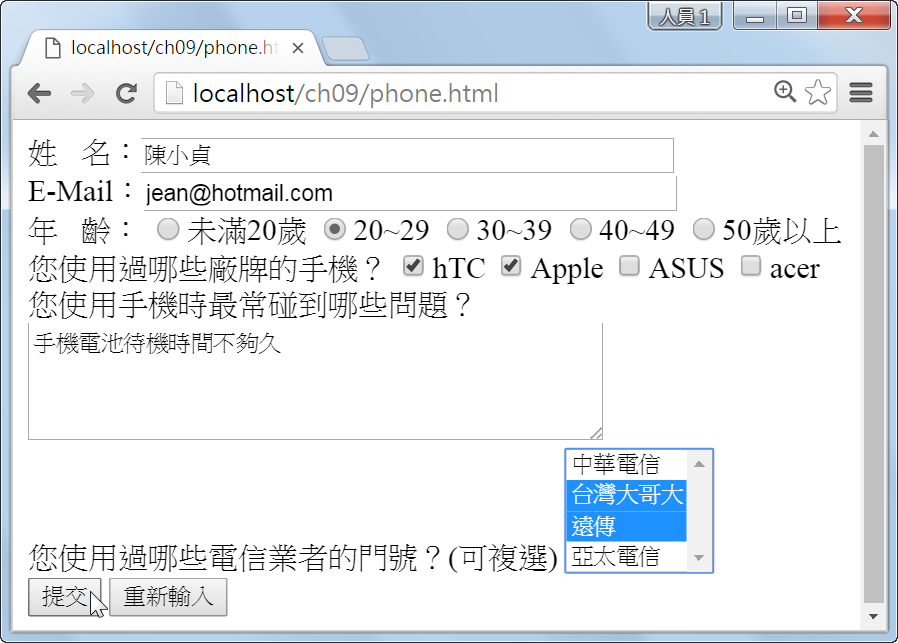 人員 1
localhost/ch09/phone.ht
localhost/ch09/phone.html
姓 名：陳小貞
E-Mail：jean@hotmail.com
年 齡： 未滿20歲 20~29 30~39 40~49 50歲以上
您使用過哪些廠牌的手機？ hTC Apple ASUS acer
您使用手機時最常碰到哪些問題？
手機電池待機時間不夠久
中華電信
台灣大哥大
遠傳
亞太電信
您使用過哪些電信業者的門號？(可複選)
提交 重新輸入